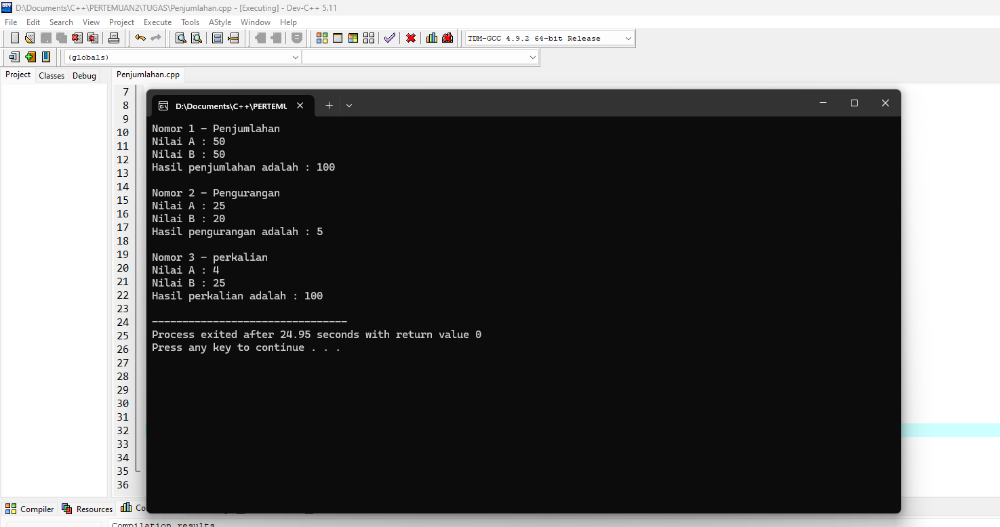 D:\Documents\C++\PERTEMUAN2\TUGAS\Penjumlahan.cpp - [Executing] - Dev-C++ 5.11
File Edit Search View Project Execute Tools AStyle Window Help
TDM-GCC 4.9.2 64-bit Release
(globals)
Project Classes Debug
Penjumlahan.cpp
D:\Documents\C++\PERTEMU
7
8
9
10
11
12
13
14
15
16
17
18
19
20
21
22
23
24
25
26
27
28
29
30
31
32
33
34
35
36
Nomor 1 - Penjumlahan
Nilai A : 50
Nilai B : 50
Hasil penjumlahan adalah : 100
Nomor 2 - Pengurangan
Nilai A : 25
Nilai B : 20
Hasil pengurangan adalah : 5
Nomor 3 - perkalian
Nilai A : 4
Nilai B : 25
Hasil perkalian adalah : 100
--------------------------------
Process exited after 24.95 seconds with return value 0
Press any key to continue . . .
Compiler Resources Co
Compilation results